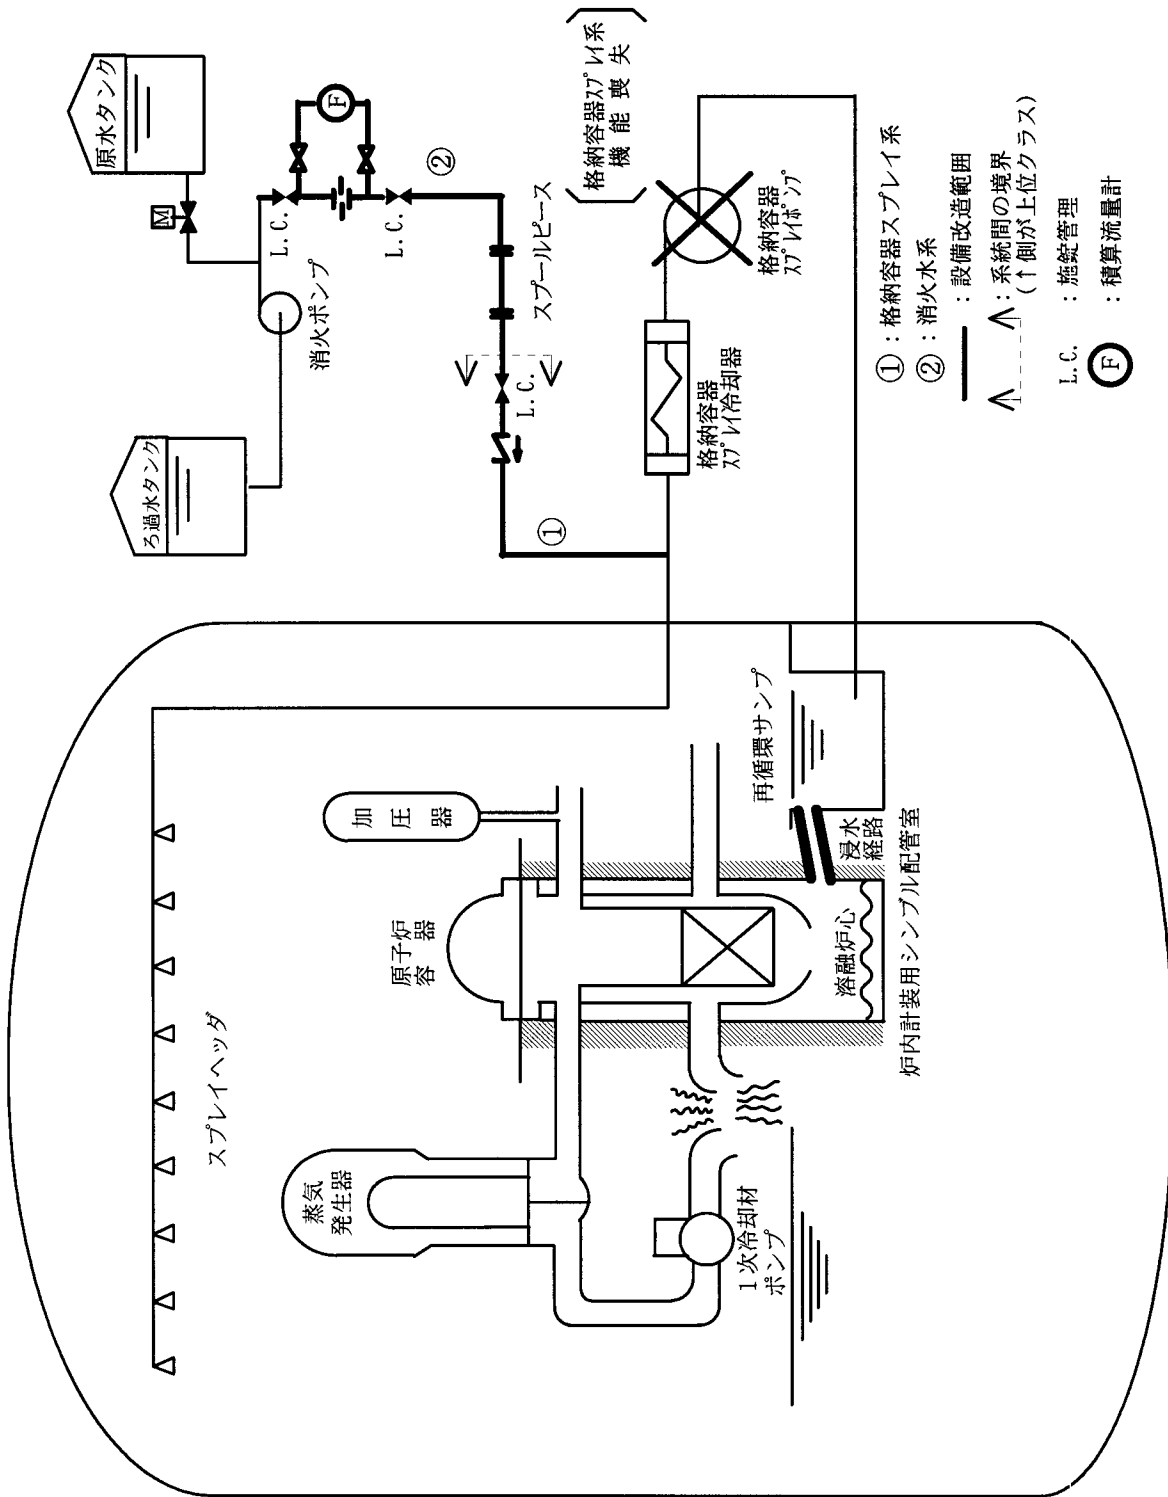 原水タンク
M
F
L.C.
L.C.
②
消火ポンプ
スプールピース
ろ過水タンク
L.C.
①
格納容器スプレイ系
機能喪失
格納容器
スプレイポンプ
格納容器
スプレイ冷却器
スプレイヘッダ
加圧器
原子炉
容器
蒸気
発生器
1次冷却材
ポンプ
再循環サンプ
浸水
経路
溶融炉心
炉内計装用シンブル配管室
①：格納容器スプレイ系
②：消火水系
：設備改造範囲
：系統間の境界
(↑側が上位クラス)
L.C. ：施錠管理
F ：積算流量計